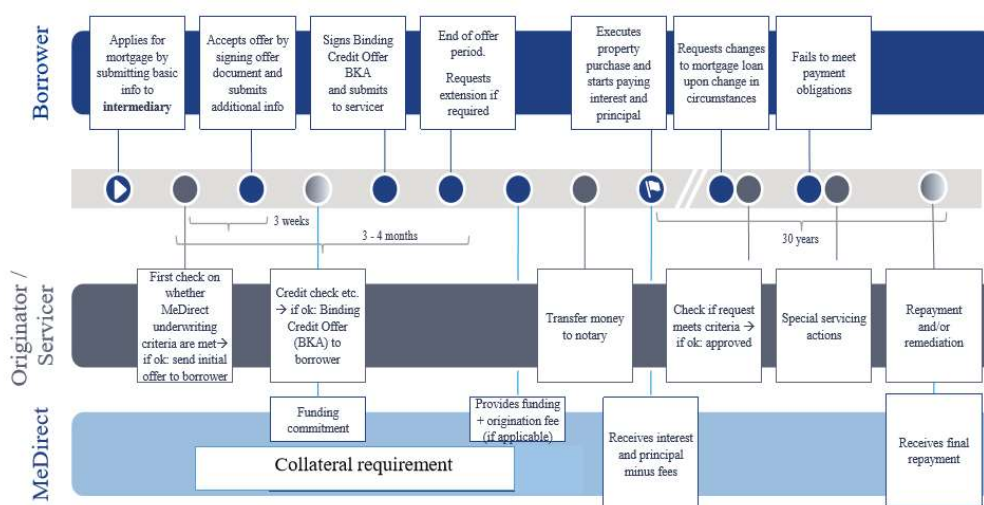 Borrower
Applies for
mortgage by
submitting basic
info to
intermediary
Accepts offer by
signing offer
document and
submits
additional info
Signs Binding
Credit Offer
BKA
and submits
to servicer
End of offer
period.
Requests
extension if
required
Executes
property
purchase and
starts paying
interest and
principal
Requests changes
to mortgage loan
upon change in
circumstances
Fails to meet
payment
obligations
3 weeks
3 - 4 months
30 years
Originator /
Servicer
First check on
whether
MeDirect
underwriting
criteria are met→
if ok: send initial
offer to borrower
Credit check etc.
→ if ok: Binding
Credit Offer
(BKA) to
borrower
Transfer money
to notary
Check if request
meets criteria →
if ok: approved
Special servicing
actions
Repayment
and/or
remediation
MeDirect
Funding
commitment
Provides funding
+ origination fee
(if applicable)
Receives interest
and principal
minus fees
Receives final
repayment
Collateral requirement